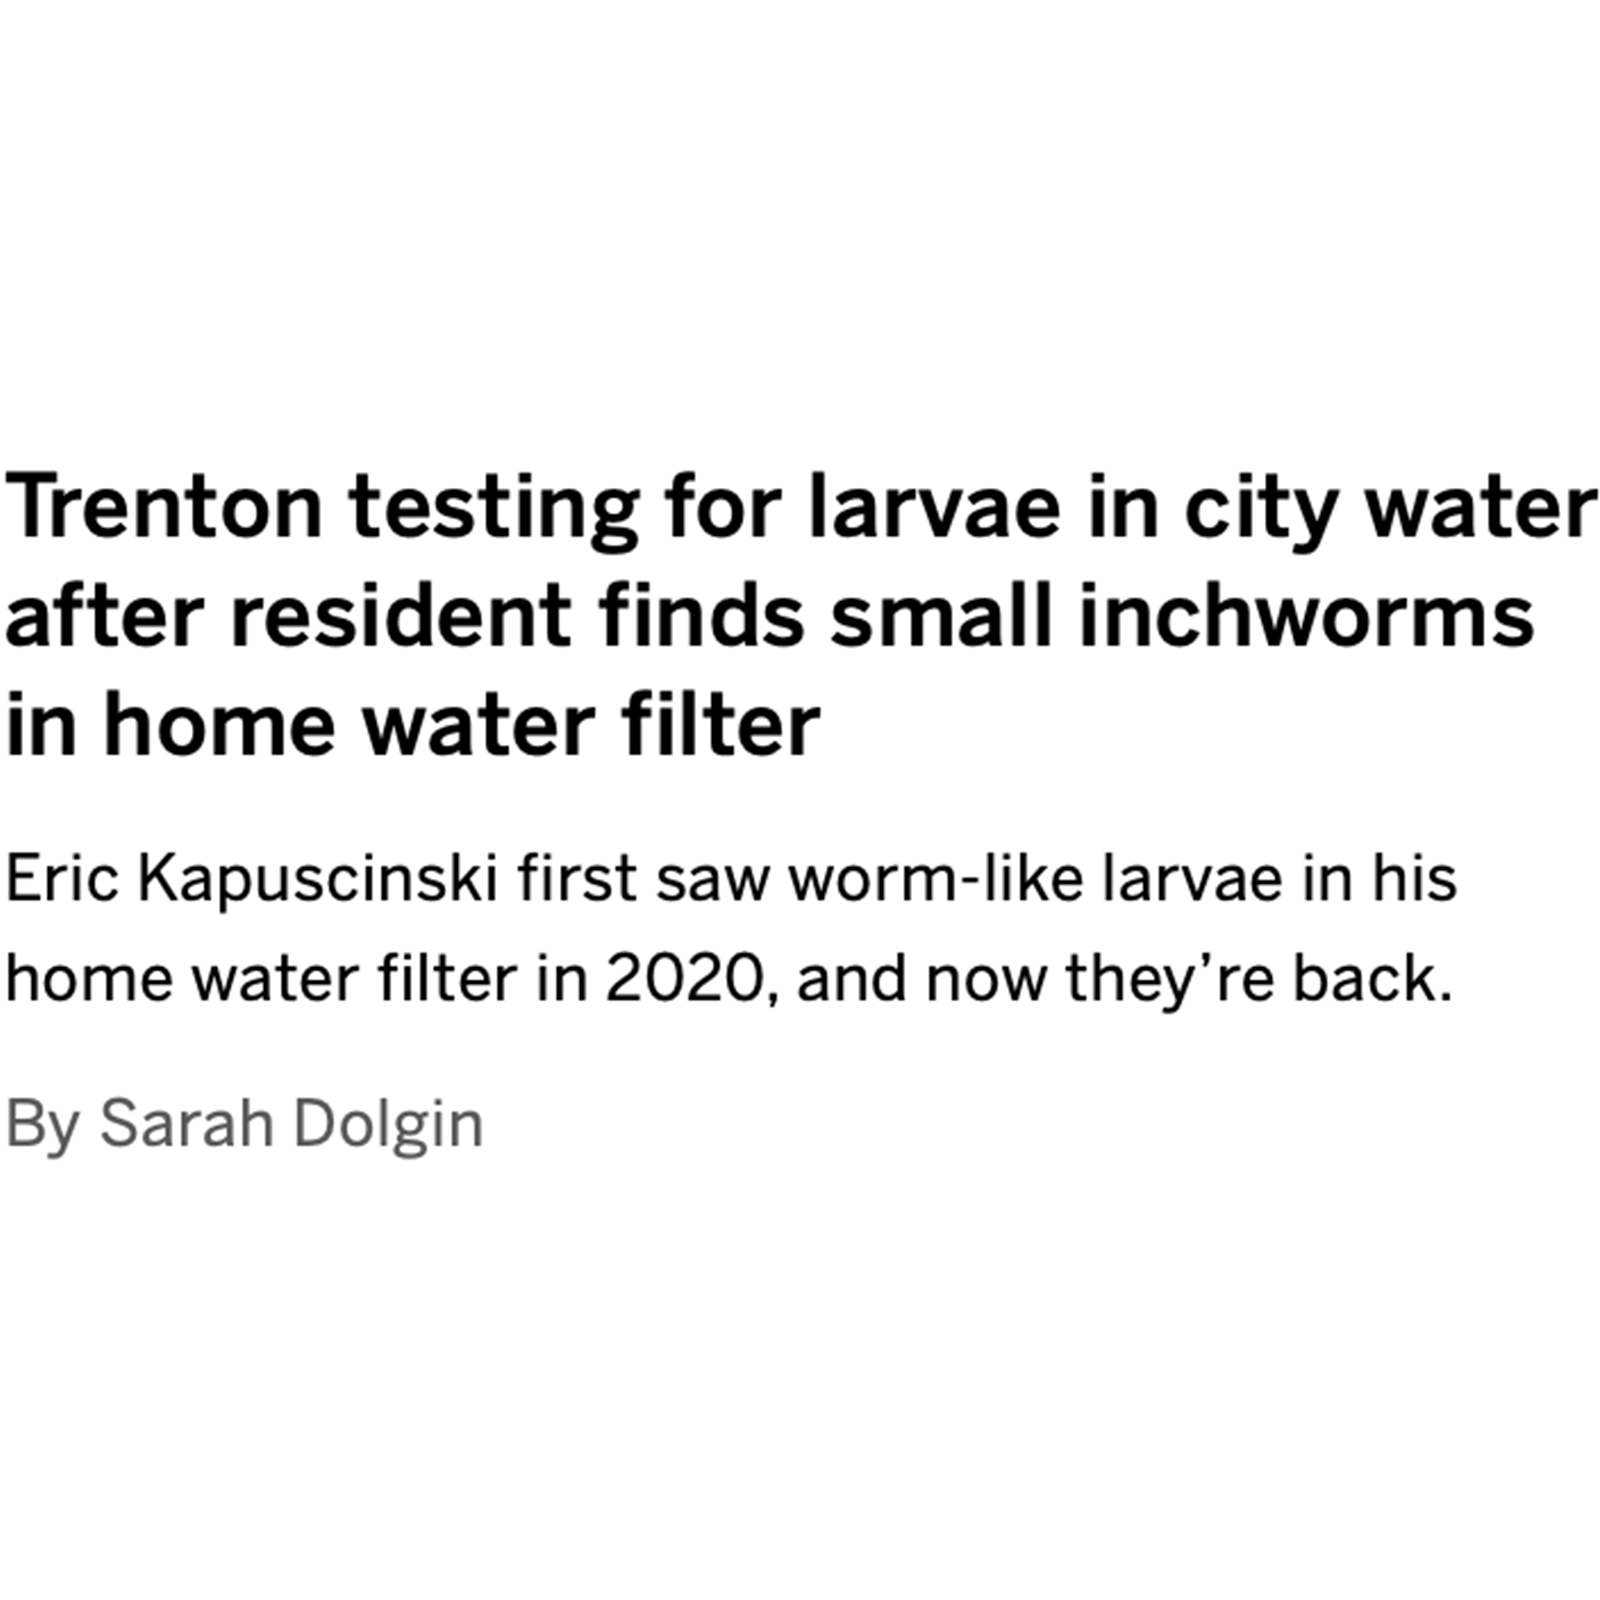 Trenton testing for larvae in city water
after resident finds small inchworms
in home water filter
Eric Kapuscinski first saw worm-like larvae in his
home water filter in 2020, and now they’re back.
By Sarah Dolgin